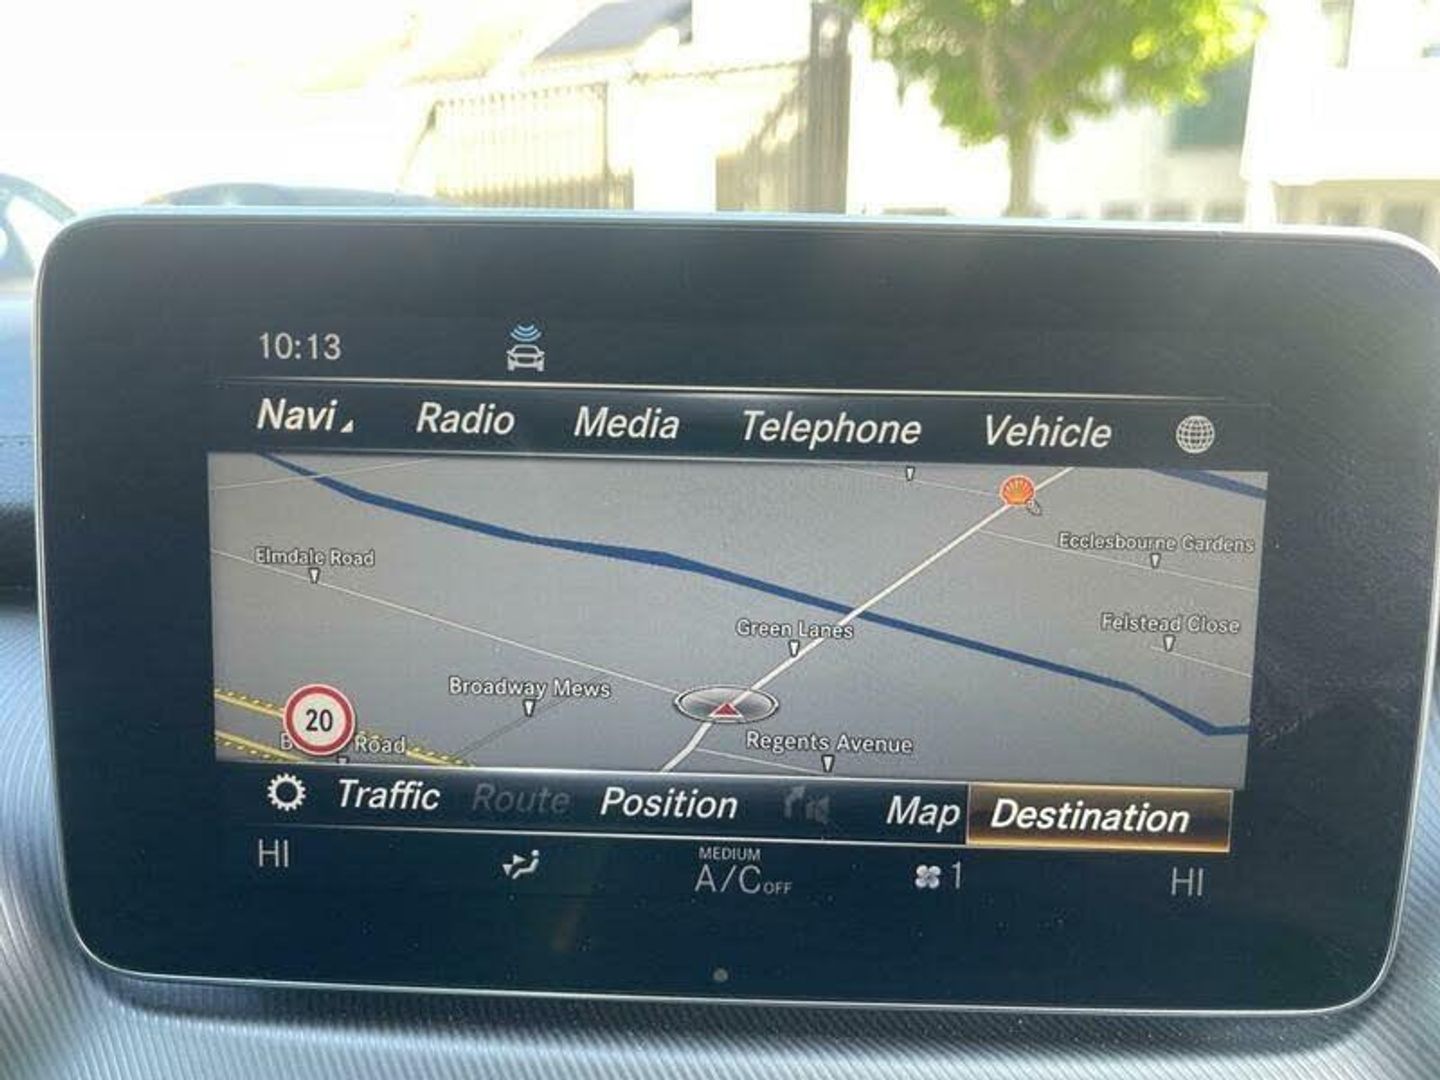 10:13
Navi Radio Media Telephone Vehicle
Ecclesbourne Gardens
Elmdale Road
Felstead Close
Green Lanes
Broadway Mews
20
Road
Regents Avenue
Traffic Route Position Map Destination
HI MEDIUM 1 HI
A/C OFF